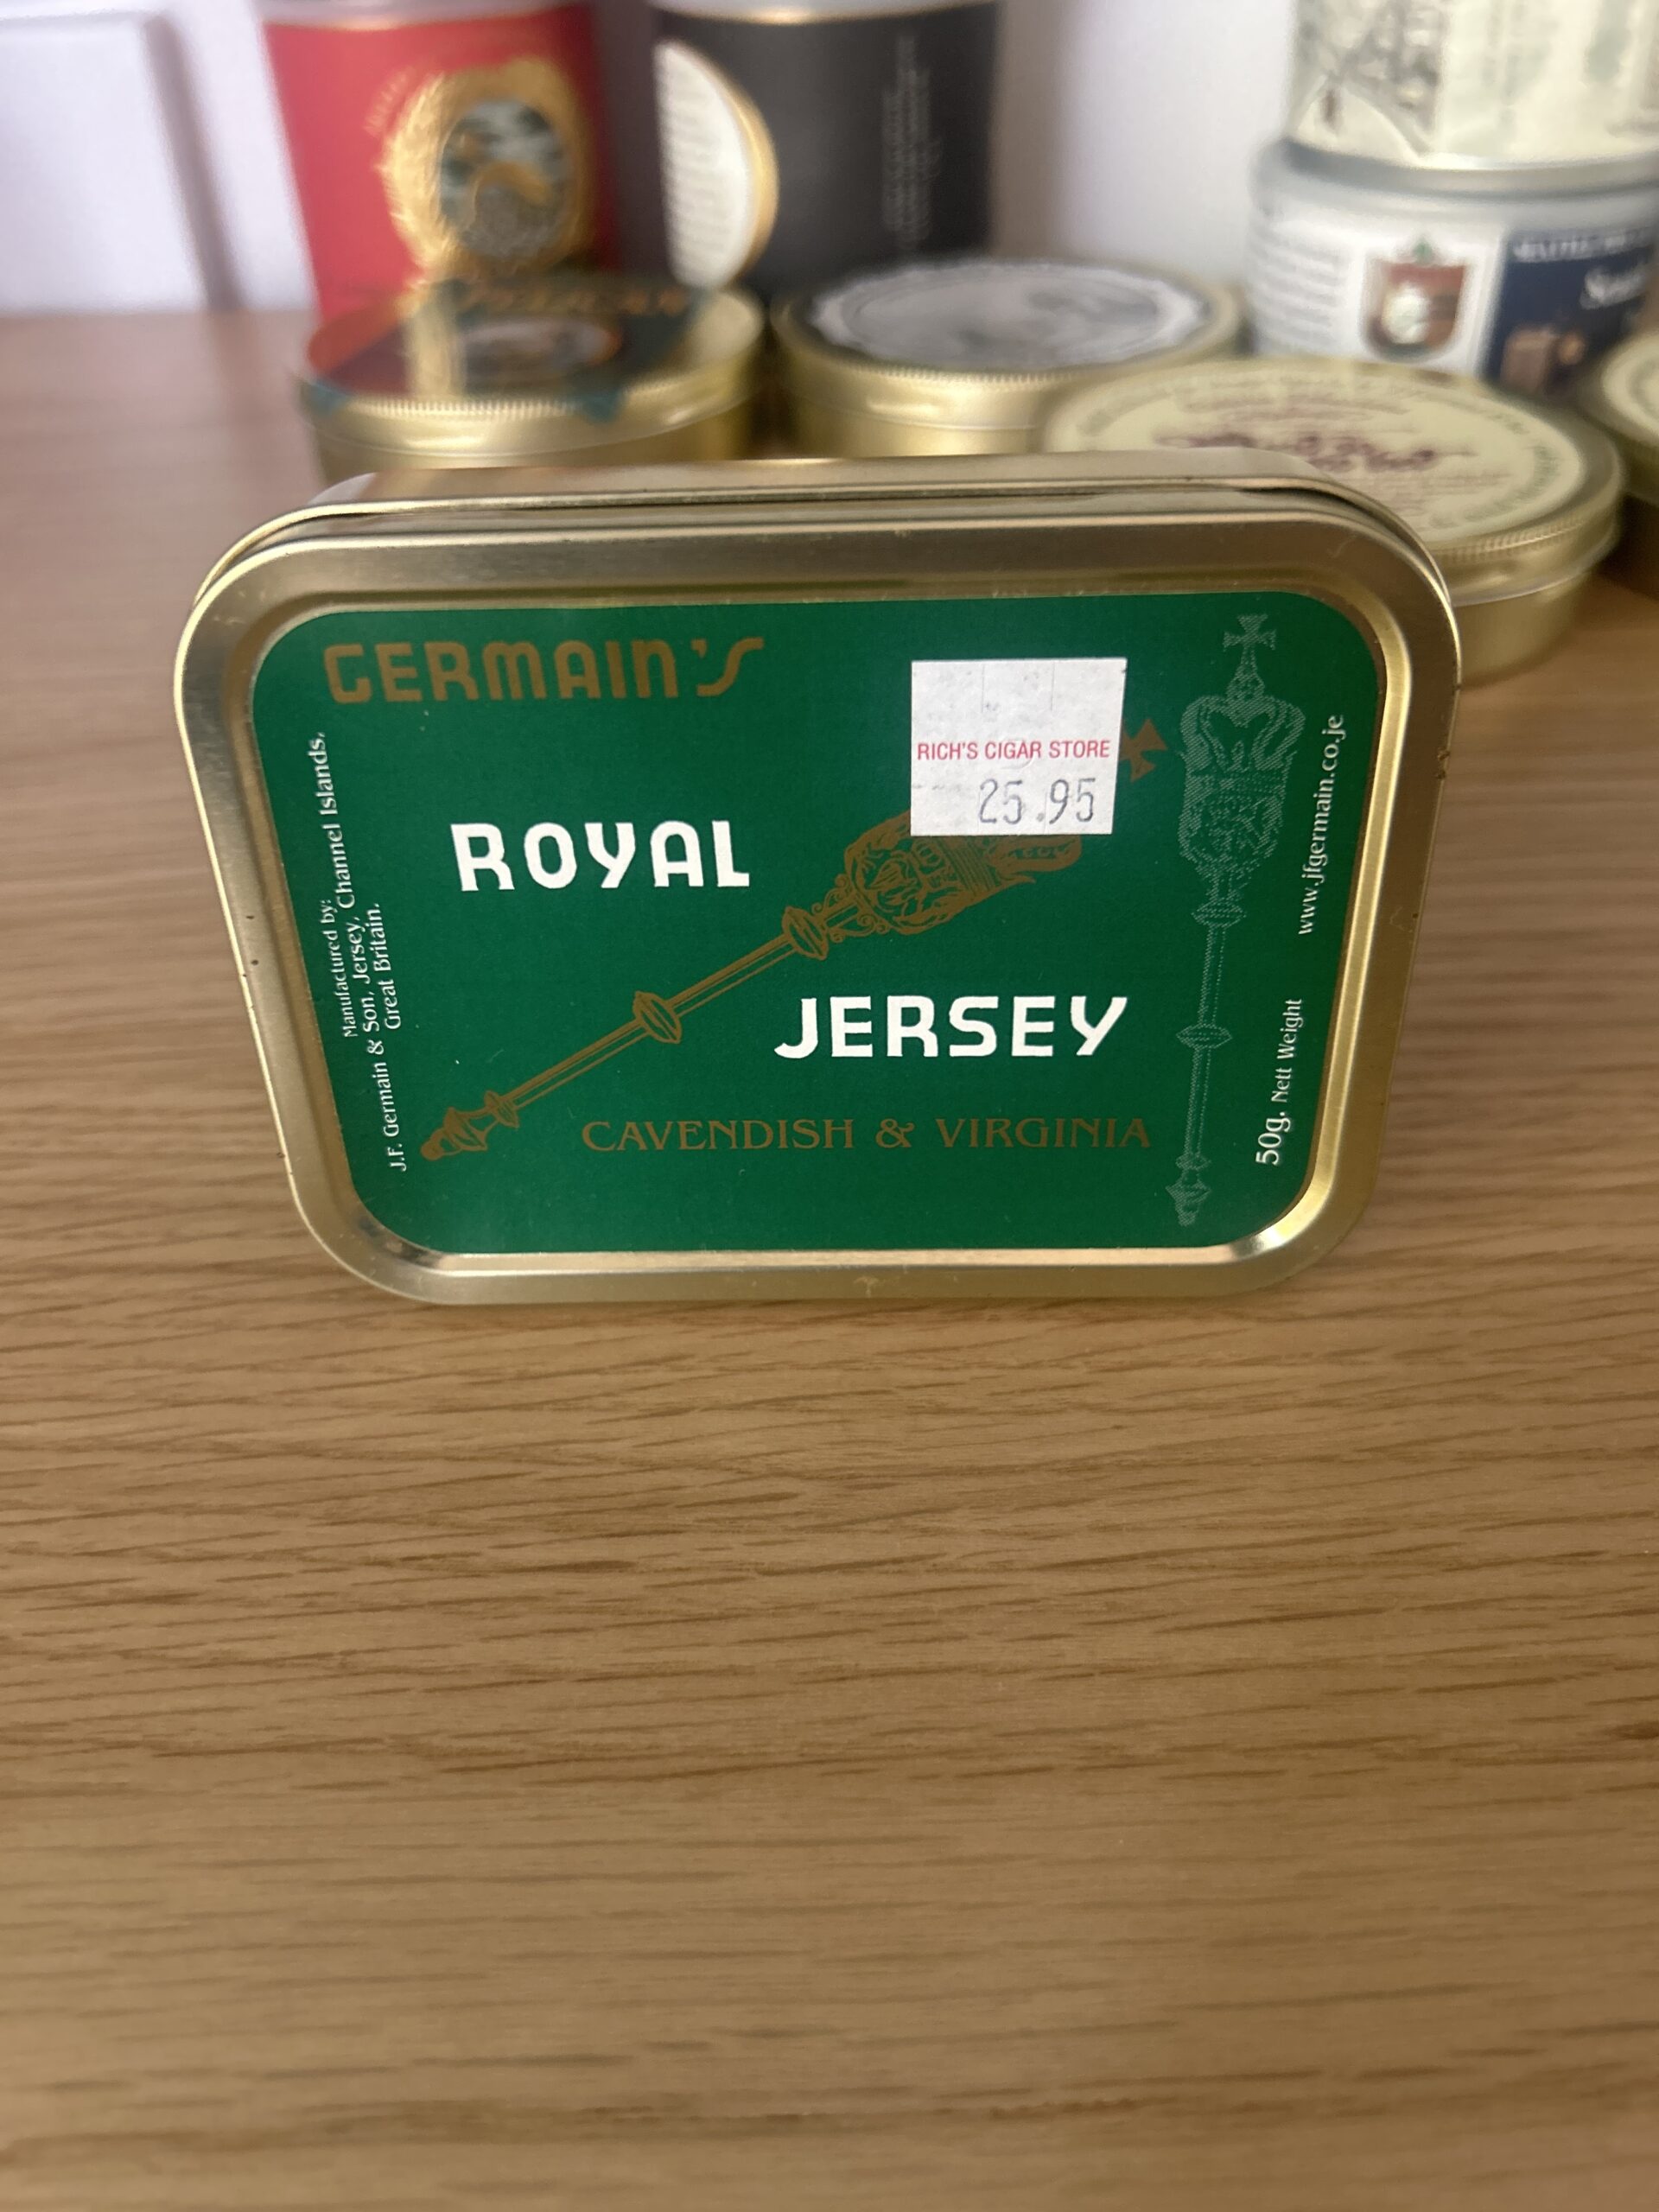 GERMAIN'S
RICH'S CIGAR STORE
25.95
ROYAL
JERSEY
CAVENDISH & VIRGINIA
Manufactured by:
J.F. Germain & Son, Jersey, Channel Islands,
Great Britain.
www.jfgermain.co.je
50g. Nett Weight
PELICAN